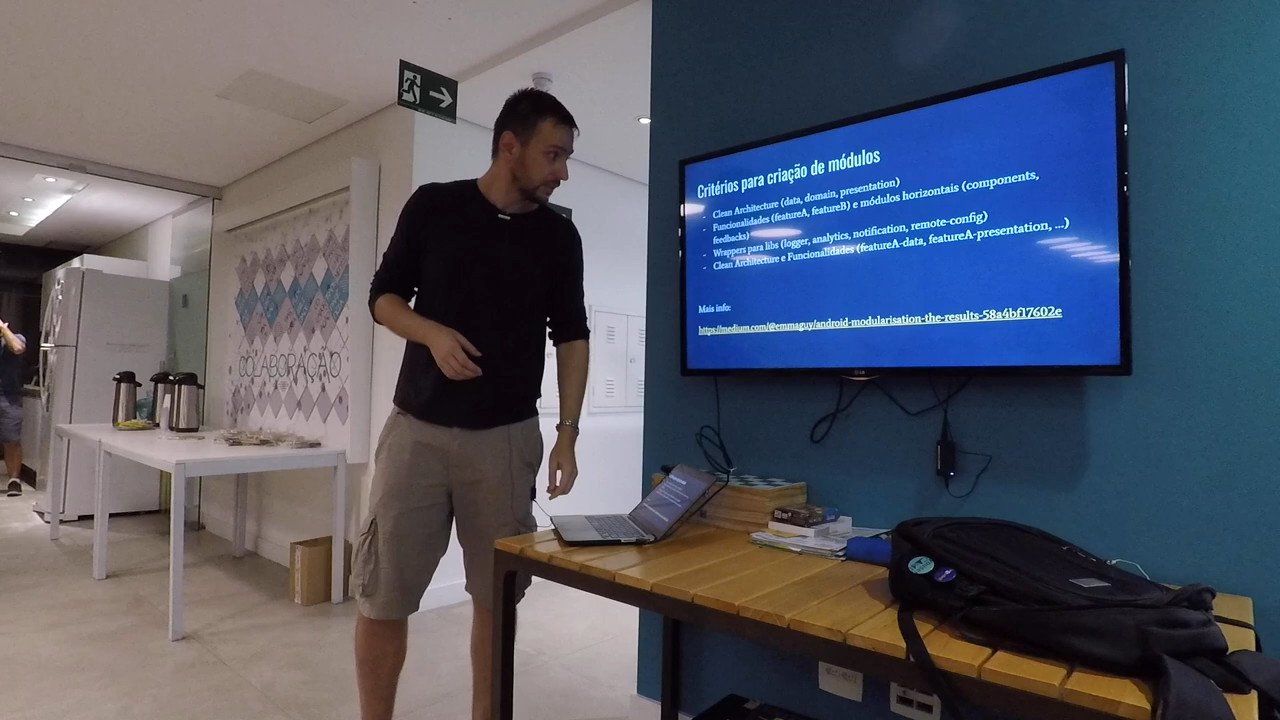 Critérios para criação de módulos
- Clean Architecture (data, domain, presentation)
- Funcionalidades (featureA, featureB) e módulos horizontais (components,
feedbacks)
- Wrappers para libs (logger, analytics, notification, remote-config)
- Clean Architecture e Funcionalidades (featureA-data, featureA-presentation, ...)
Mais info:
https://medium.com/@emmaguy/android-modularisation-the-results-58a4bf17602e
COLABORAÇÃO